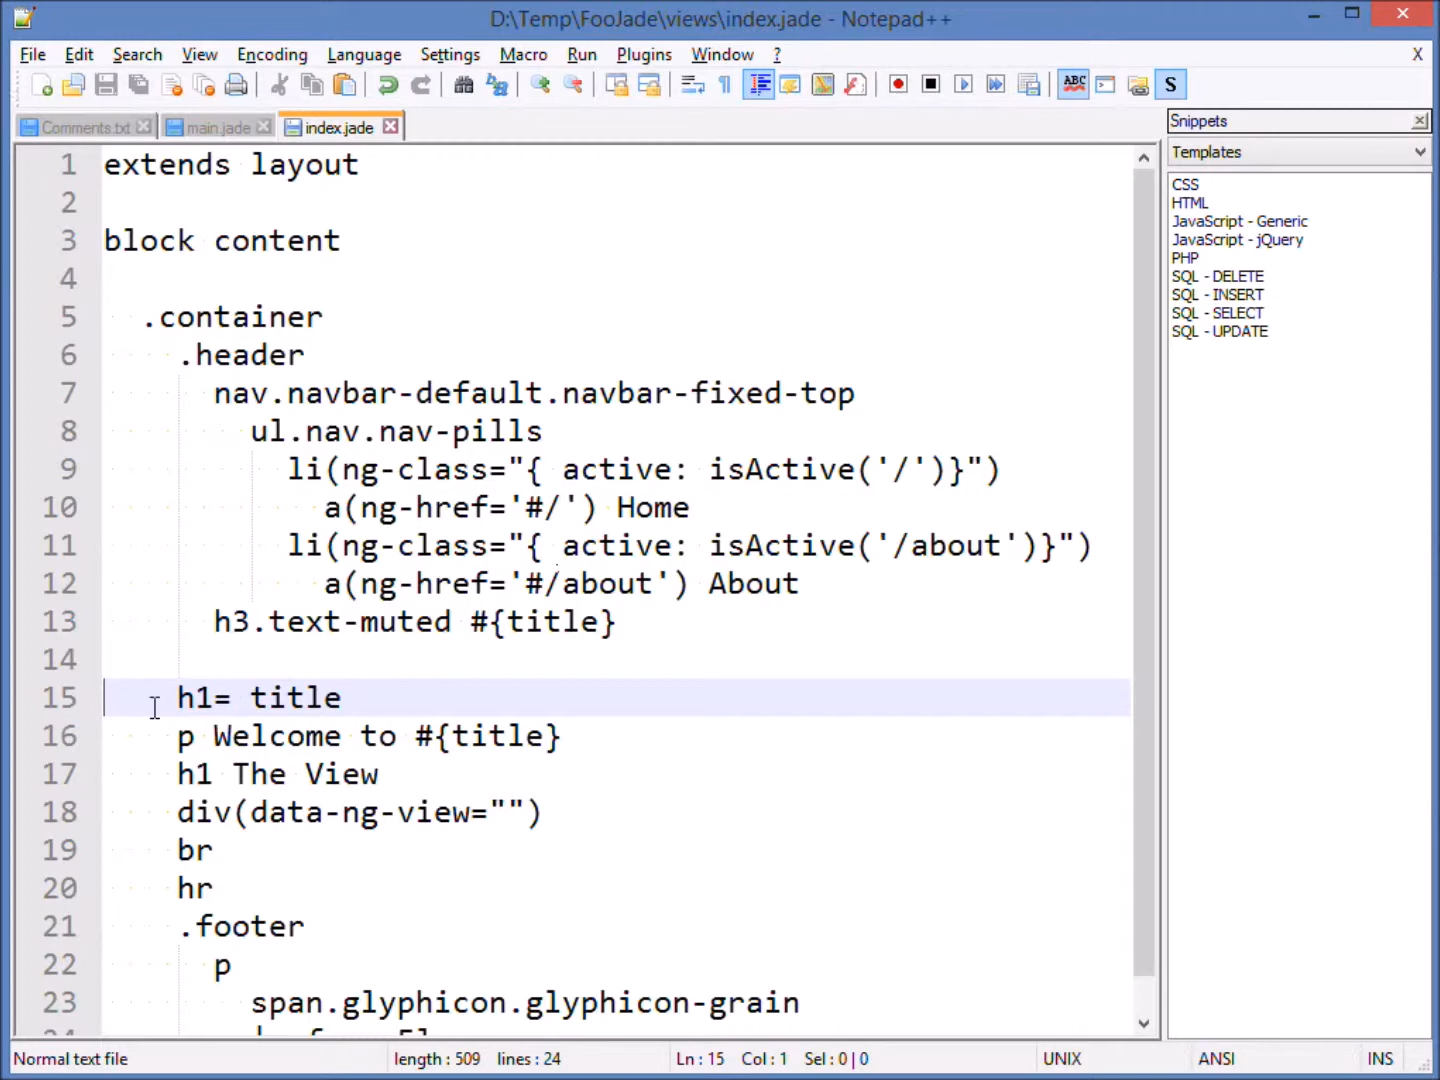 D:\Temp\FooJade\views\index.jade - Notepad++
File Edit Search View Encoding Language Settings Macro Run Plugins Window ? X
ABC S
Comments.txt main.jade index.jade
1 extends layout
2
3 block content
4
5 .container
6 .header
7 nav.navbar-default.navbar-fixed-top
8 ul.nav.nav-pills
9 li(ng-class="{ active: isActive('/')}")
10 a(ng-href='#/') Home
11 li(ng-class="{ active: isActive('/about')}")
12 a(ng-href='#/about') About
13 h3.text-muted #{title}
14
15 h1= title
16 p Welcome to #{title}
17 h1 The View
18 div(data-ng-view="")
19 br
20 hr
21 .footer
22 p
23 span.glyphicon.glyphicon-grain
Snippets
Templates
CSS
HTML
JavaScript - Generic
JavaScript - jQuery
PHP
SQL - DELETE
SQL - INSERT
SQL - SELECT
SQL - UPDATE
Normal text file length : 509 lines : 24 Ln : 15 Col : 1 Sel : 0 | 0 UNIX ANSI INS